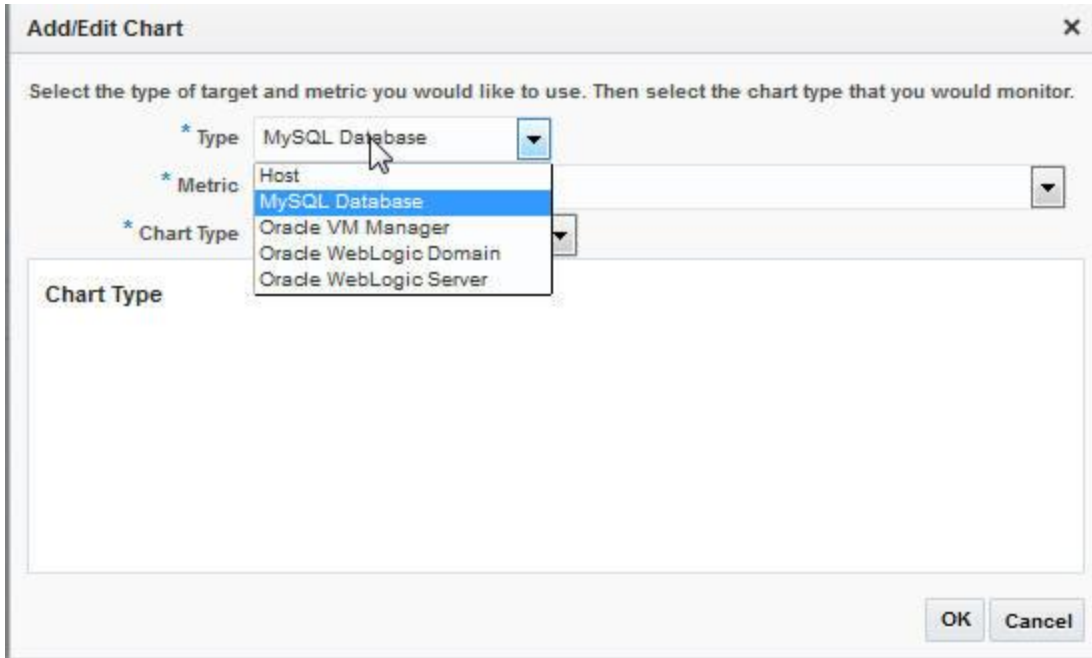 Add/Edit Chart
Select the type of target and metric you would like to use. Then select the chart type that you would monitor.
* Type MySQL Database
* Metric
* Chart Type
Host
MySQL Database
Oracle VM Manager
Oracle WebLogic Domain
Oracle WebLogic Server
Chart Type
OK Cancel